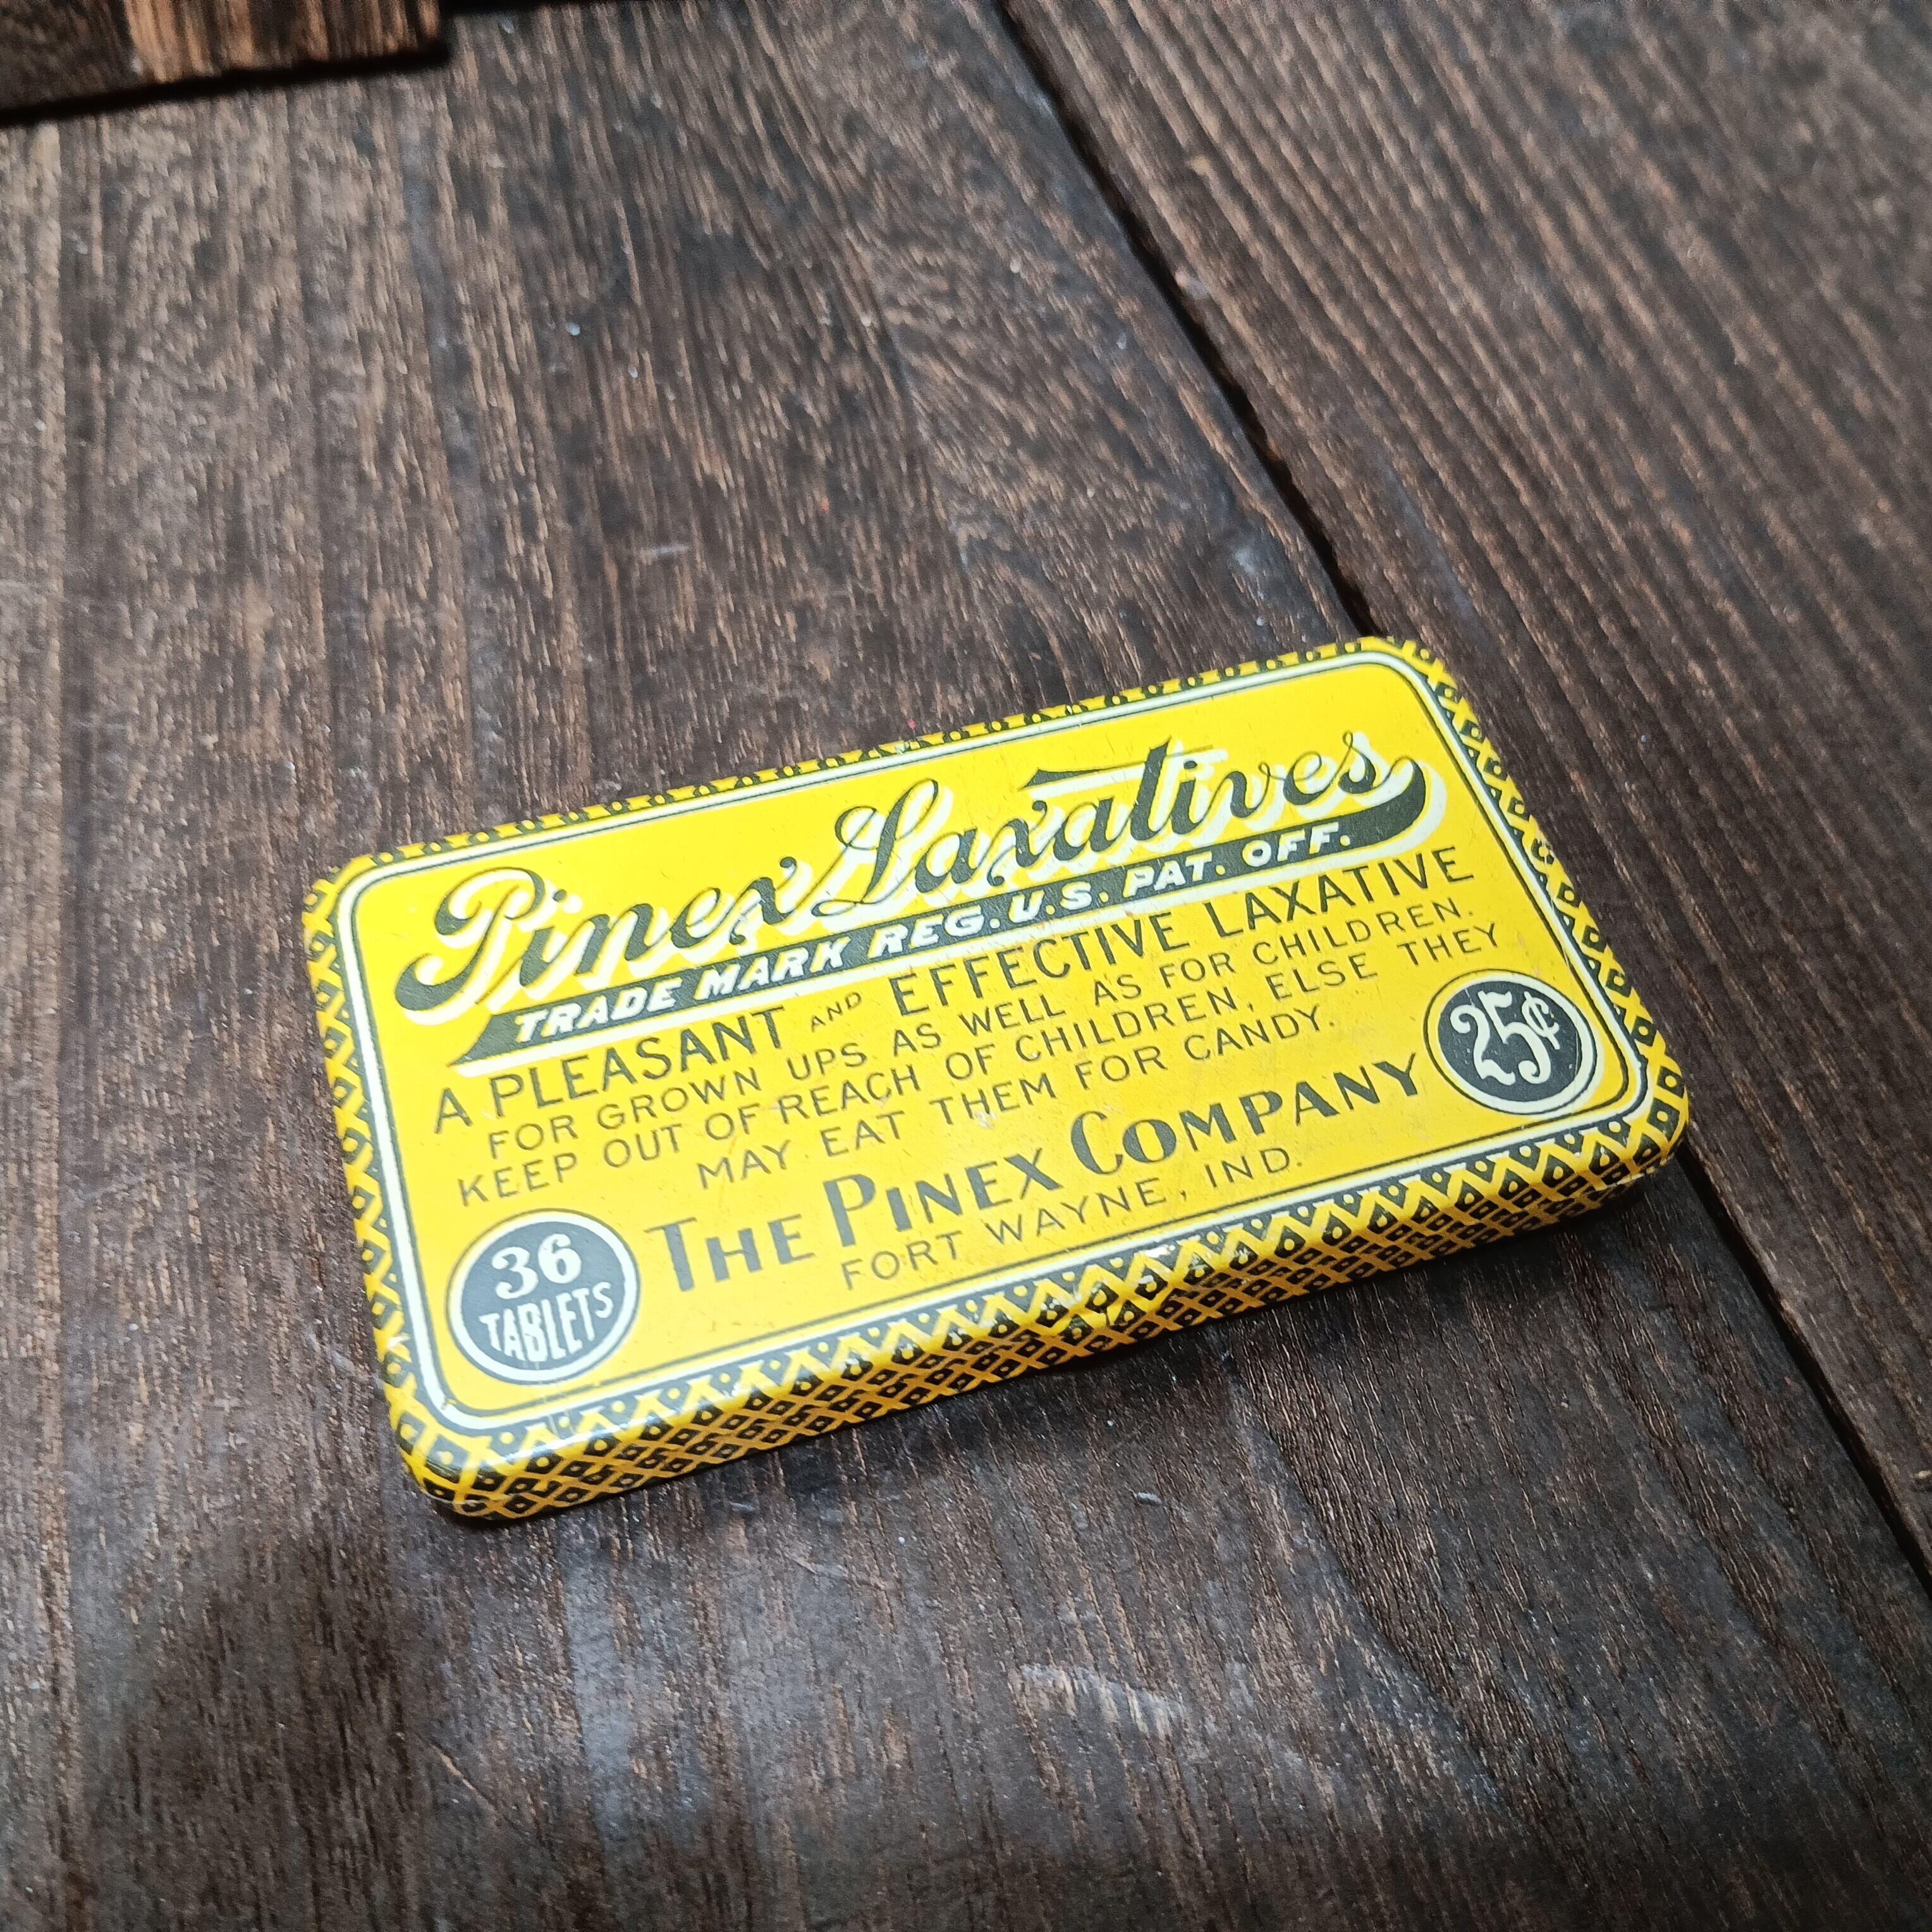 Pinex Laxatives
TRADE MARK REG. U.S. PAT. OFF.
A PLEASANT AND EFFECTIVE LAXATIVE
FOR GROWN UPS AS WELL AS FOR CHILDREN.
KEEP OUT OF REACH OF CHILDREN, ELSE THEY
MAY EAT THEM FOR CANDY.
25¢
THE PINEX COMPANY
FORT WAYNE, IND.
36
TABLETS